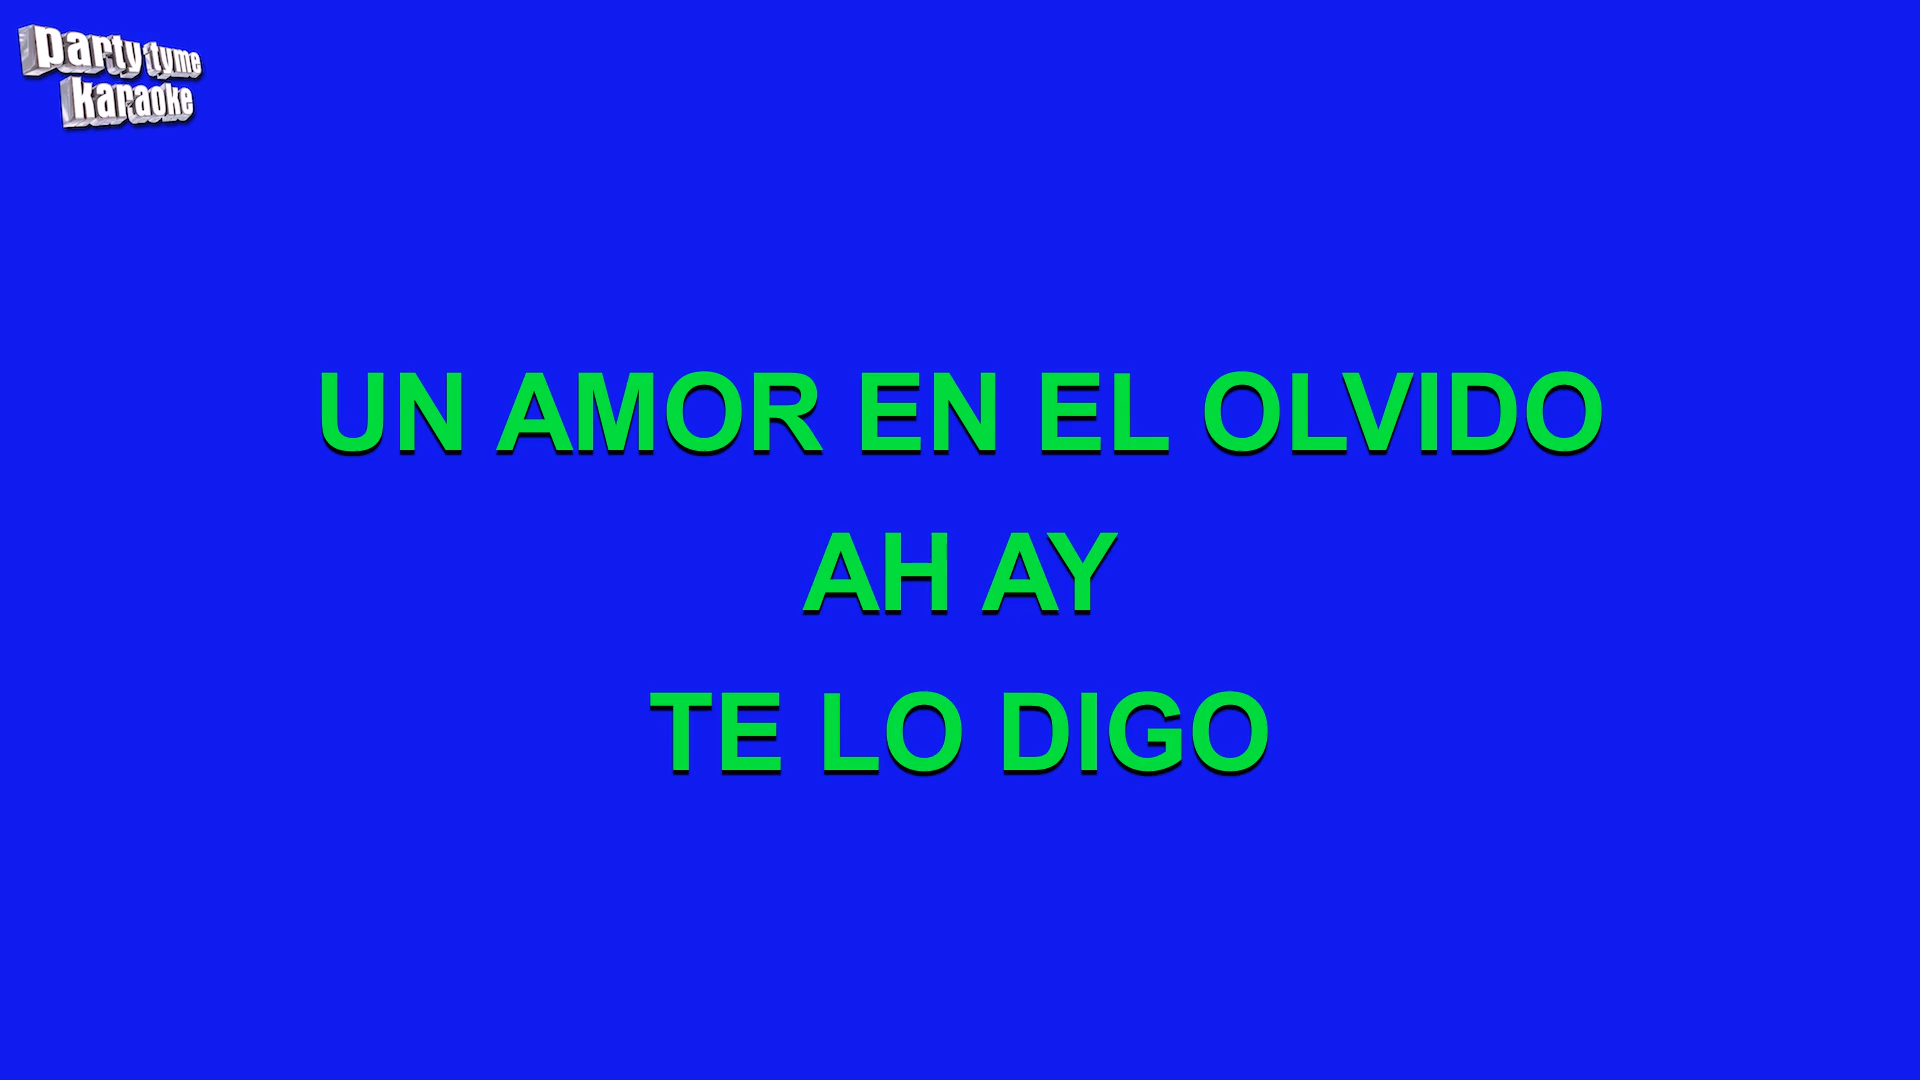 party tyme
karaoke
UN AMOR EN EL OLVIDO
AH AY
TE LO DIGO